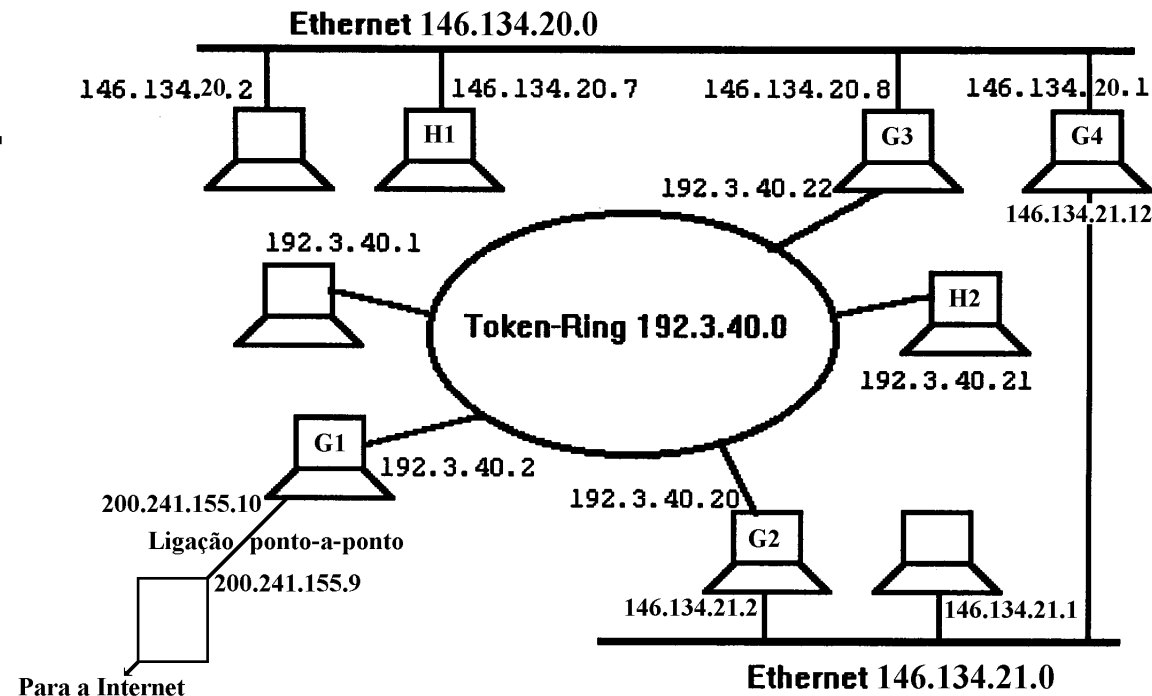 Ethernet 146.134.20.0
146.134.20.2
146.134.20.7
146.134.20.8
146.134.20.1
H1
G3
G4
192.3.40.22
146.134.21.12
192.3.40.1
H2
Token-Ring 192.3.40.0
192.3.40.21
G1
192.3.40.2
192.3.40.20
200.241.155.10
G2
Ligação ponto-a-ponto
200.241.155.9
146.134.21.2
146.134.21.1
Para a Internet
Ethernet 146.134.21.0